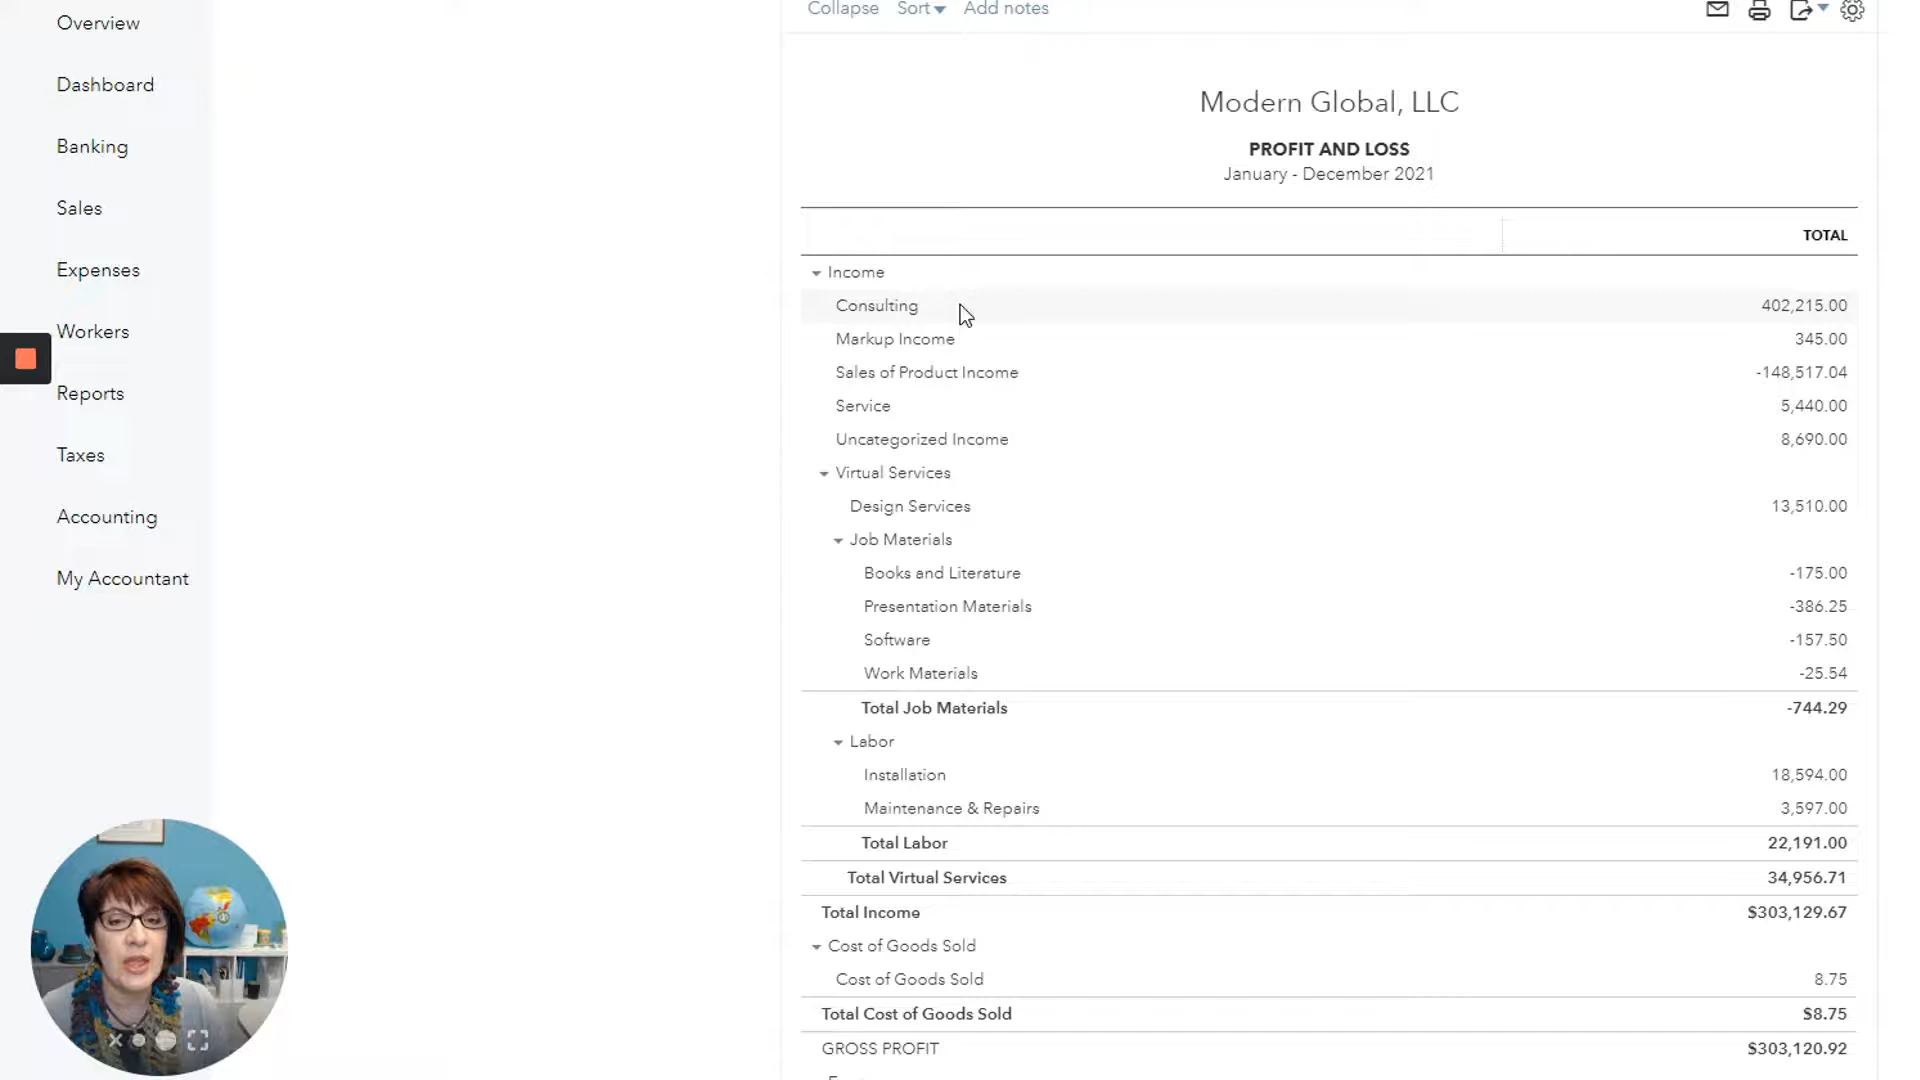 Overview
Dashboard
Banking
Sales
Expenses
Workers
Reports
Taxes
Accounting
My Accountant
Collapse Sort Add notes
Modern Global, LLC
PROFIT AND LOSS
January - December 2021
TOTAL
Income
Consulting 402,215.00
Markup Income 345.00
Sales of Product Income -148,517.04
Service 5,440.00
Uncategorized Income 8,690.00
Virtual Services
Design Services 13,510.00
Job Materials
Books and Literature -175.00
Presentation Materials -386.25
Software -157.50
Work Materials -25.54
Total Job Materials -744.29
Labor
Installation 18,594.00
Maintenance & Repairs 3,597.00
Total Labor 22,191.00
Total Virtual Services 34,956.71
Total Income $303,129.67
Cost of Goods Sold
Cost of Goods Sold 8.75
Total Cost of Goods Sold $8.75
GROSS PROFIT $303,120.92